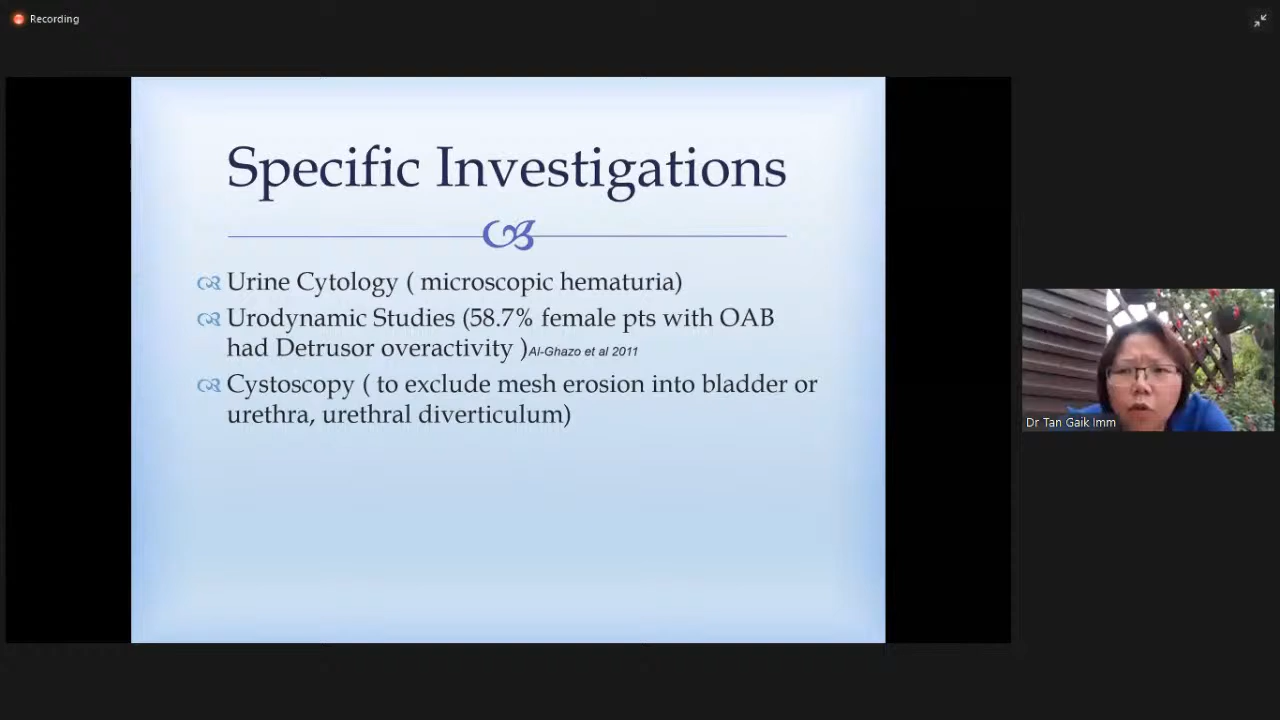 Recording
Specific Investigations
Urine Cytology ( microscopic hematuria)
Urodynamic Studies (58.7% female pts with OAB
had Detrusor overactivity )Al-Ghazo et al 2011
Cystoscopy ( to exclude mesh erosion into bladder or
urethra, urethral diverticulum)
Dr Tan Gaik Imm